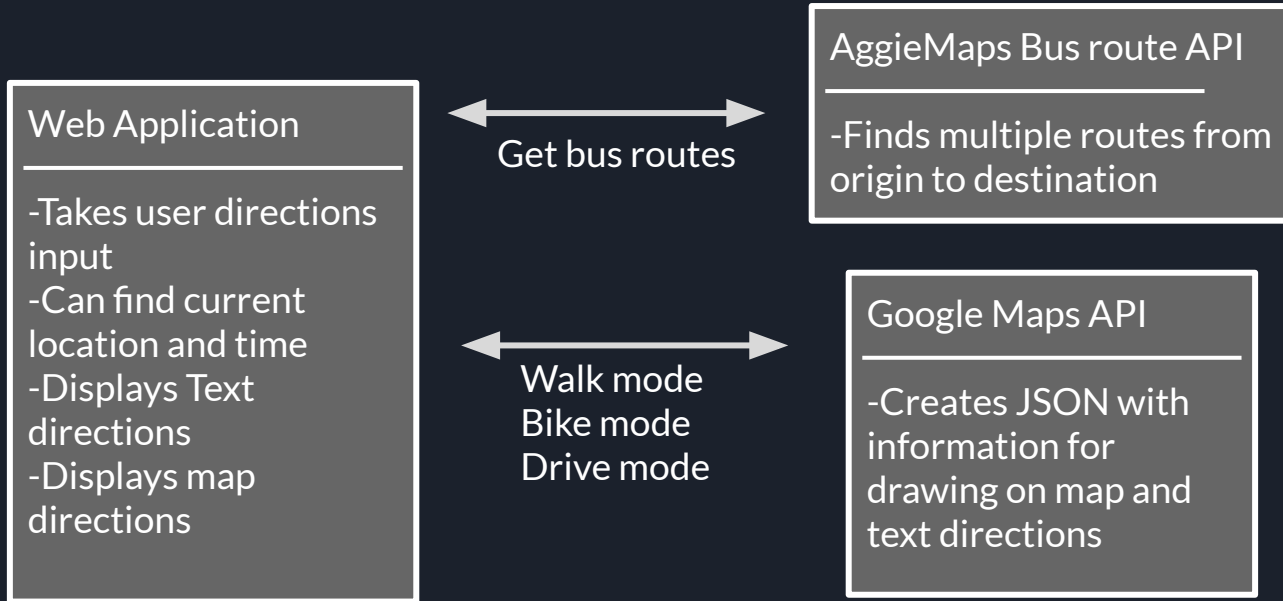 Web Application
-Takes user directions
input
-Can find current
location and time
-Displays Text
directions
-Displays map
directions
Get bus routes
Walk mode
Bike mode
Drive mode
AggieMaps Bus route API
-Finds multiple routes from
origin to destination
Google Maps API
-Creates JSON with
information for
drawing on map and
text directions